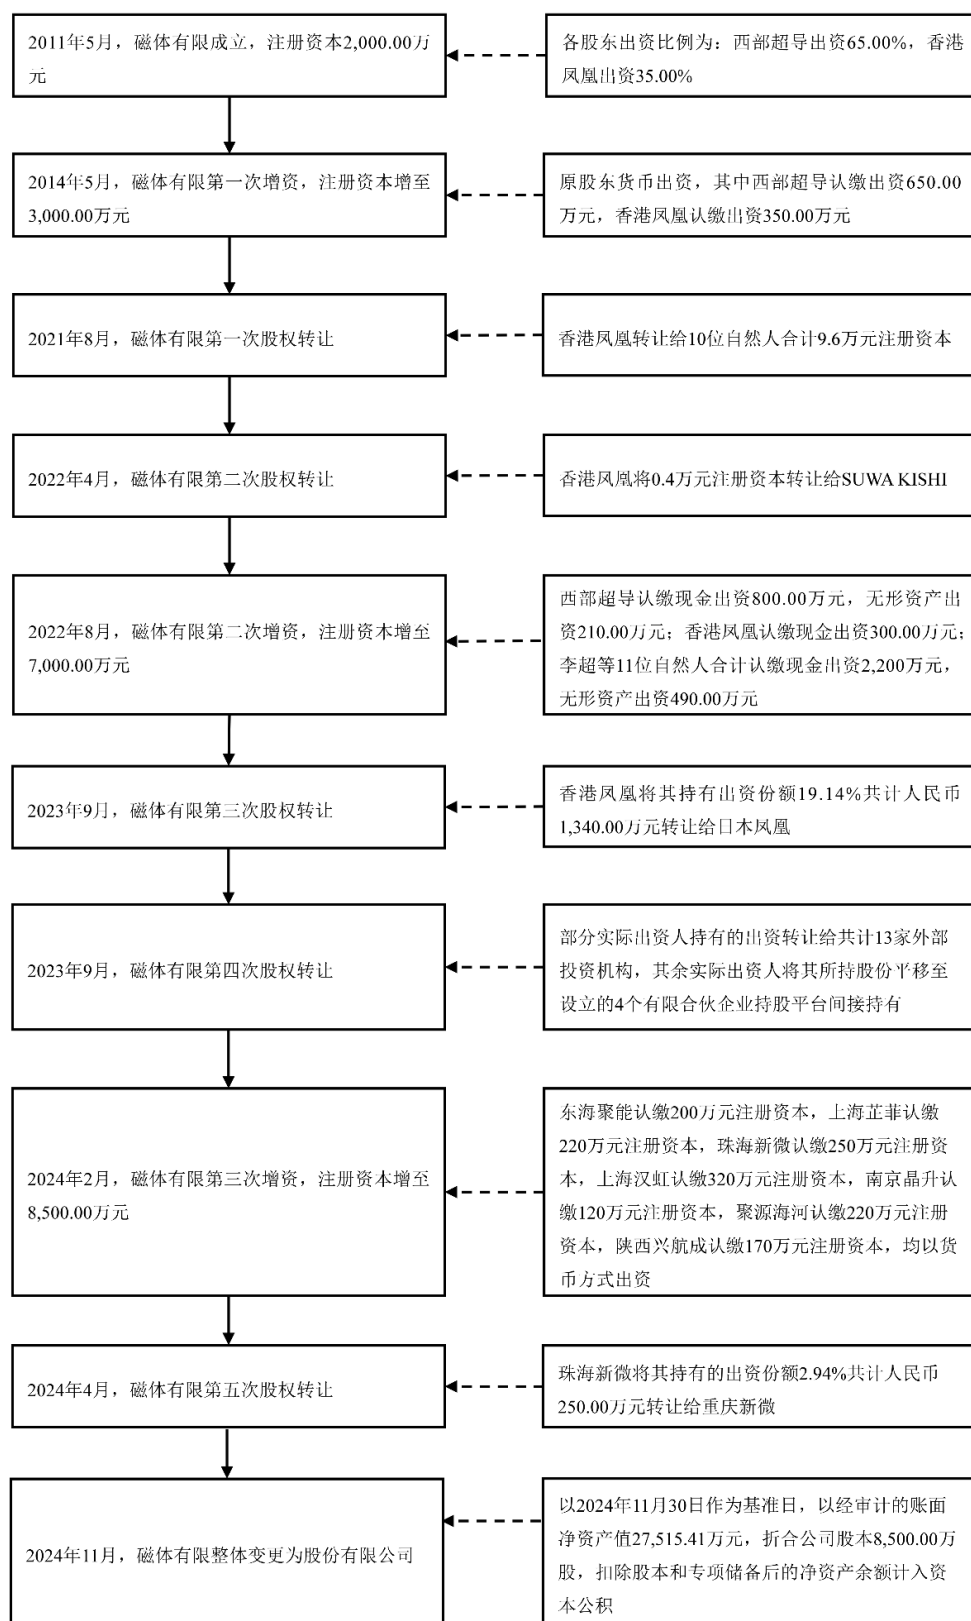 2011年5月，磁体有限成立，注册资本2,000.00万
元
各股东出资比例为：西部超导出资65.00%，香港
凤凰出资35.00%
2014年5月，磁体有限第一次增资，注册资本增至
3,000.00万元
原股东货币出资，其中西部超导认缴出资650.00
万元，香港凤凰认缴出资350.00万元
2021年8月，磁体有限第一次股权转让
香港凤凰转让给10位自然人合计9.6万元注册资本
2022年4月，磁体有限第二次股权转让
香港凤凰将0.4万元注册资本转让给SUWA KISHI
2022年8月，磁体有限第二次增资，注册资本增至
7,000.00万元
西部超导认缴现金出资800.00万元，无形资产出
资210.00万元；香港凤凰认缴现金出资300.00万元；
李超等11位自然人合计认缴现金出资2,200万元，
无形资产出资490.00万元
2023年9月，磁体有限第三次股权转让
香港凤凰将其持有出资份额19.14%共计人民币
1,340.00万元转让给日本凤凰
2023年9月，磁体有限第四次股权转让
部分实际出资人持有的出资转让给共计13家外部
投资机构，其余实际出资人将其所持股份平移至
设立的4个有限合伙企业持股平台间接持有
2024年2月，磁体有限第三次增资，注册资本增至
8,500.00万元
东海聚能认缴200万元注册资本，上海芷菲认缴
220万元注册资本，珠海新微认缴250万元注册资
本，上海汉虹认缴320万元注册资本，南京晶升认
缴120万元注册资本，聚源海河认缴220万元注册
资本，陕西兴航成认缴170万元注册资本，均以货
币方式出资
2024年4月，磁体有限第五次股权转让
珠海新微将其持有的出资份额2.94%共计人民币
250.00万元转让给重庆新微
2024年11月，磁体有限整体变更为股份有限公司
以2024年11月30日作为基准日，以经审计的账面
净资产值27,515.41万元，折合公司股本8,500.00万
股，扣除股本和专项储备后的净资产余额计入资
本公积